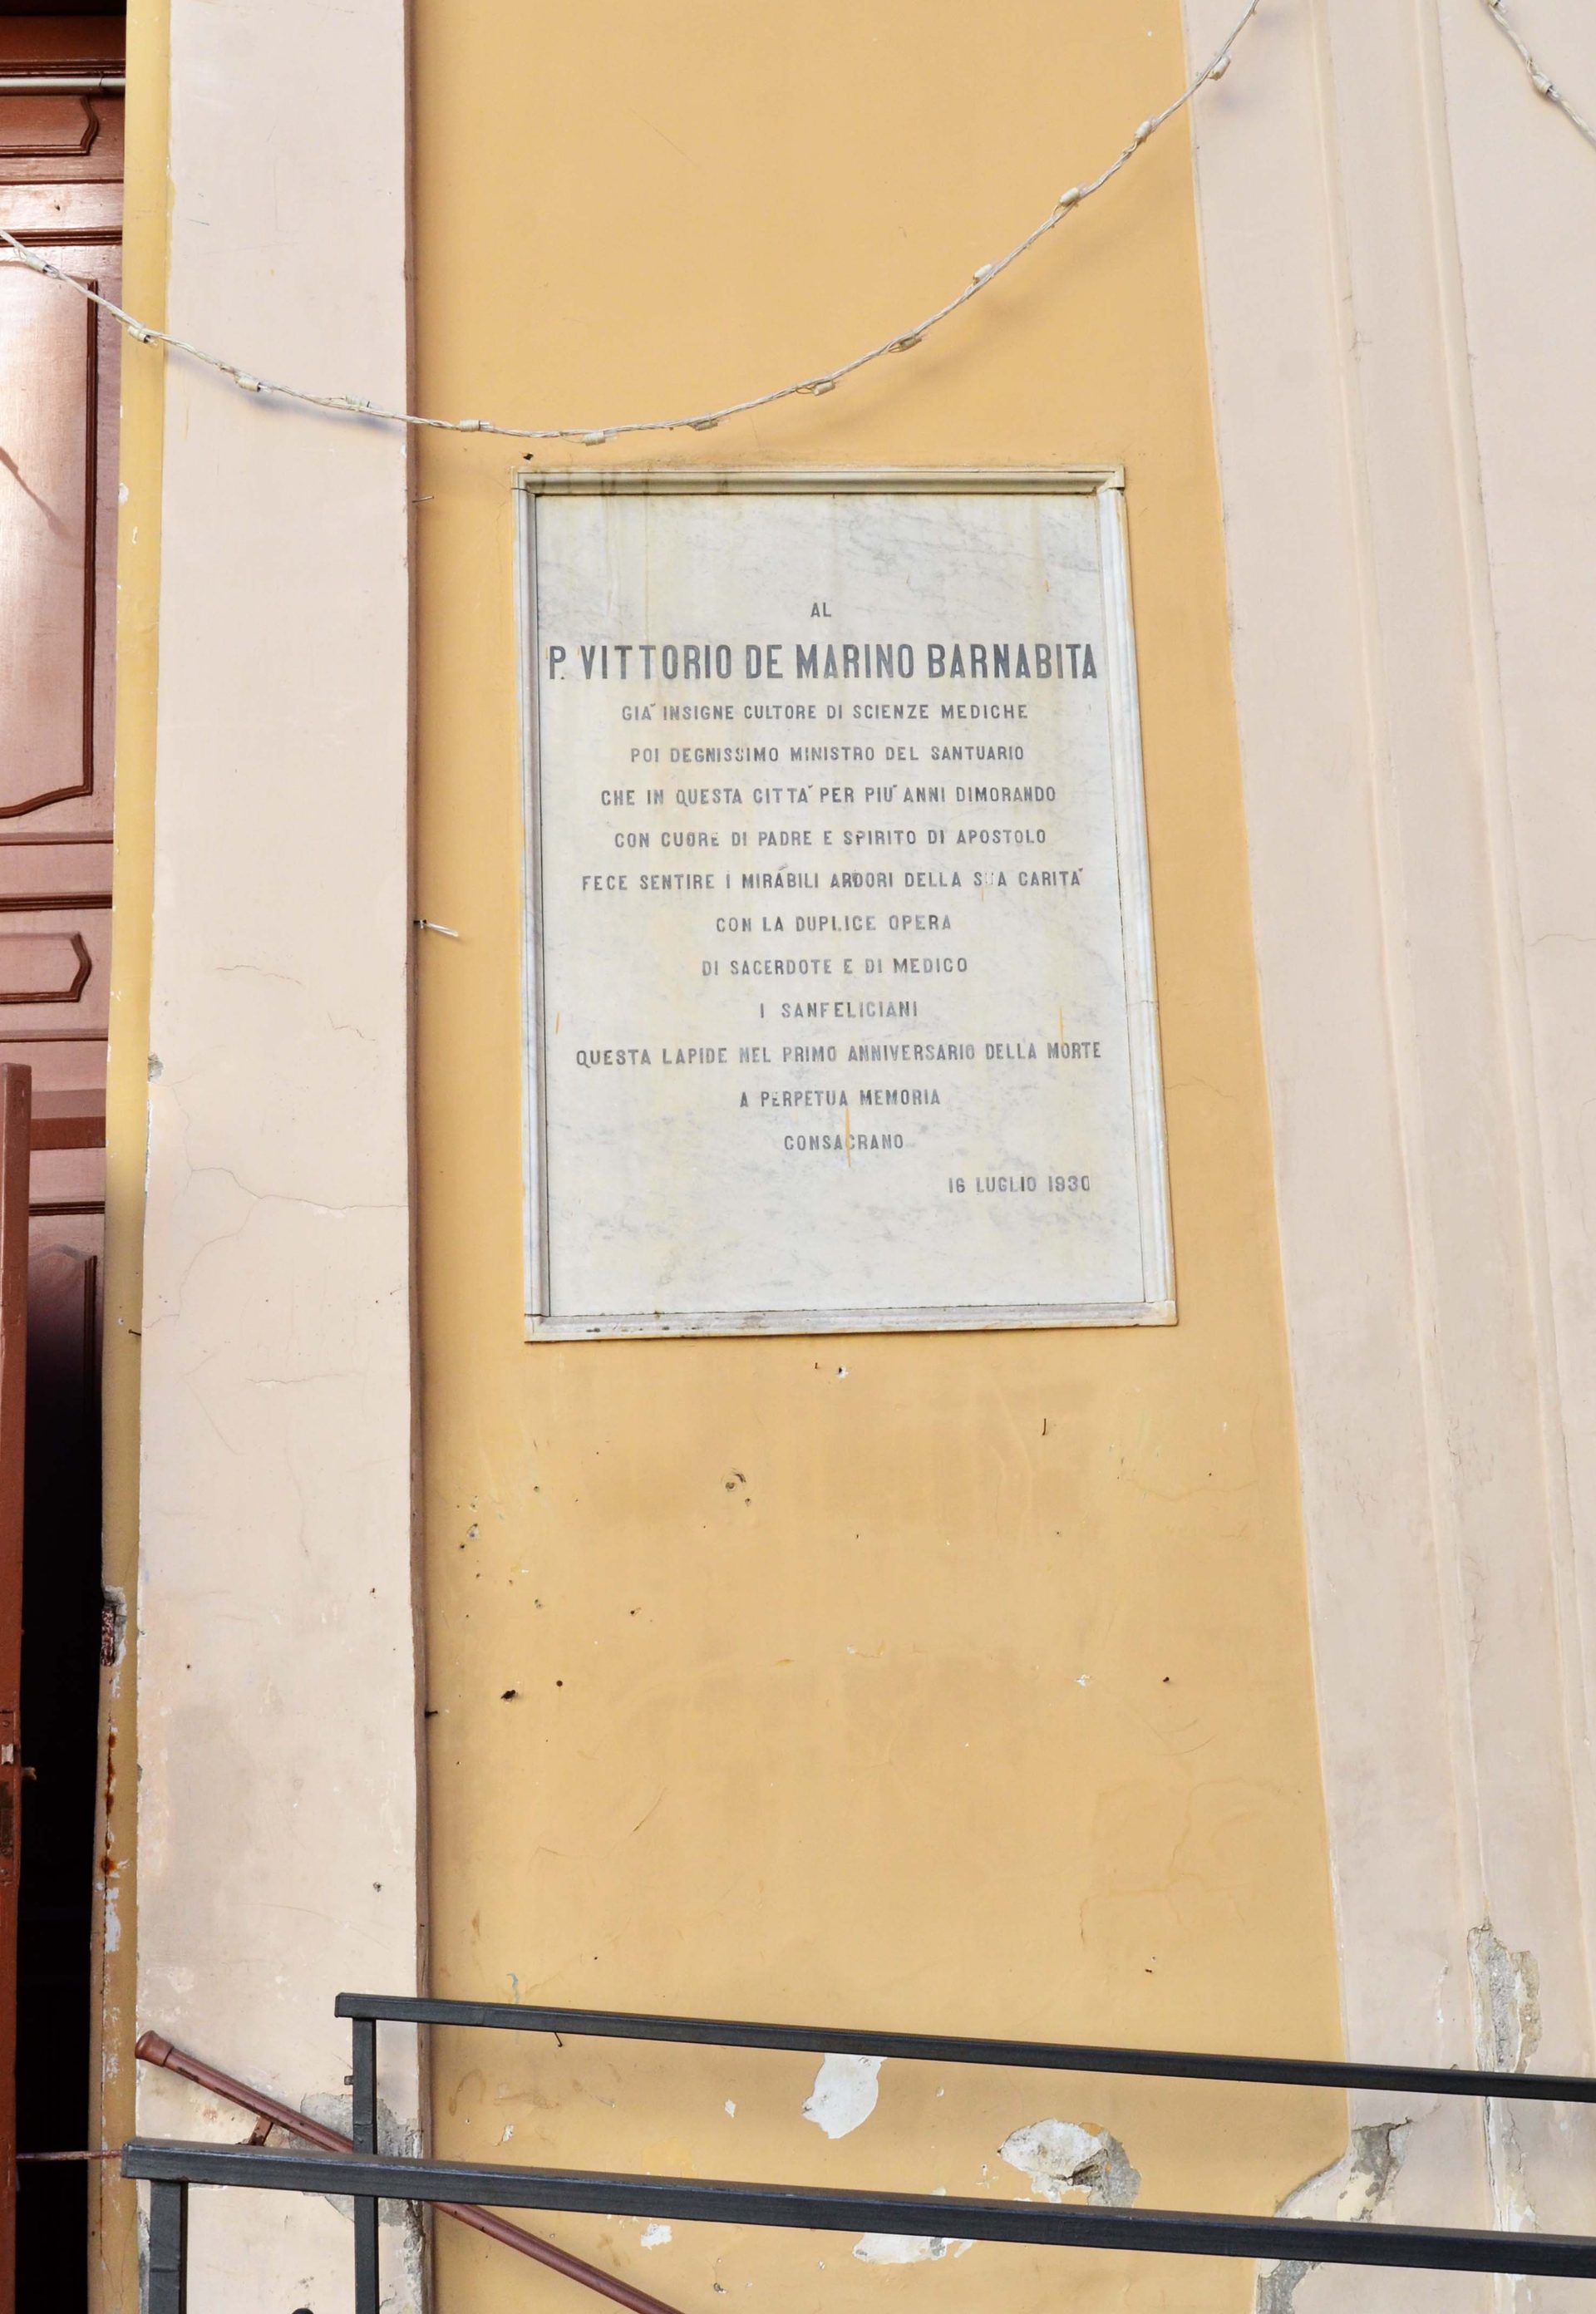 AL
P. VITTORIO DE MARINO BARNABITA
GIA' INSIGNE CULTORE DI SCIENZE MEDICHE
POI DEGNISSIMO MINISTRO DEL SANTUARIO
CHE IN QUESTA CITTA' PER PIU' ANNI DIMORANDO
CON CUORE DI PADRE E SPIRITO DI APOSTOLO
FECE SENTIRE I MIRABILI ARDORI DELLA SUA CARITA'
CON LA DUPLICE OPERA
DI SACERDOTE E DI MEDICO
I SANFELICIANI
QUESTA LAPIDE NEL PRIMO ANNIVERSARIO DELLA MORTE
A PERPETUA MEMORIA
CONSACRANO
16 LUGLIO 1930